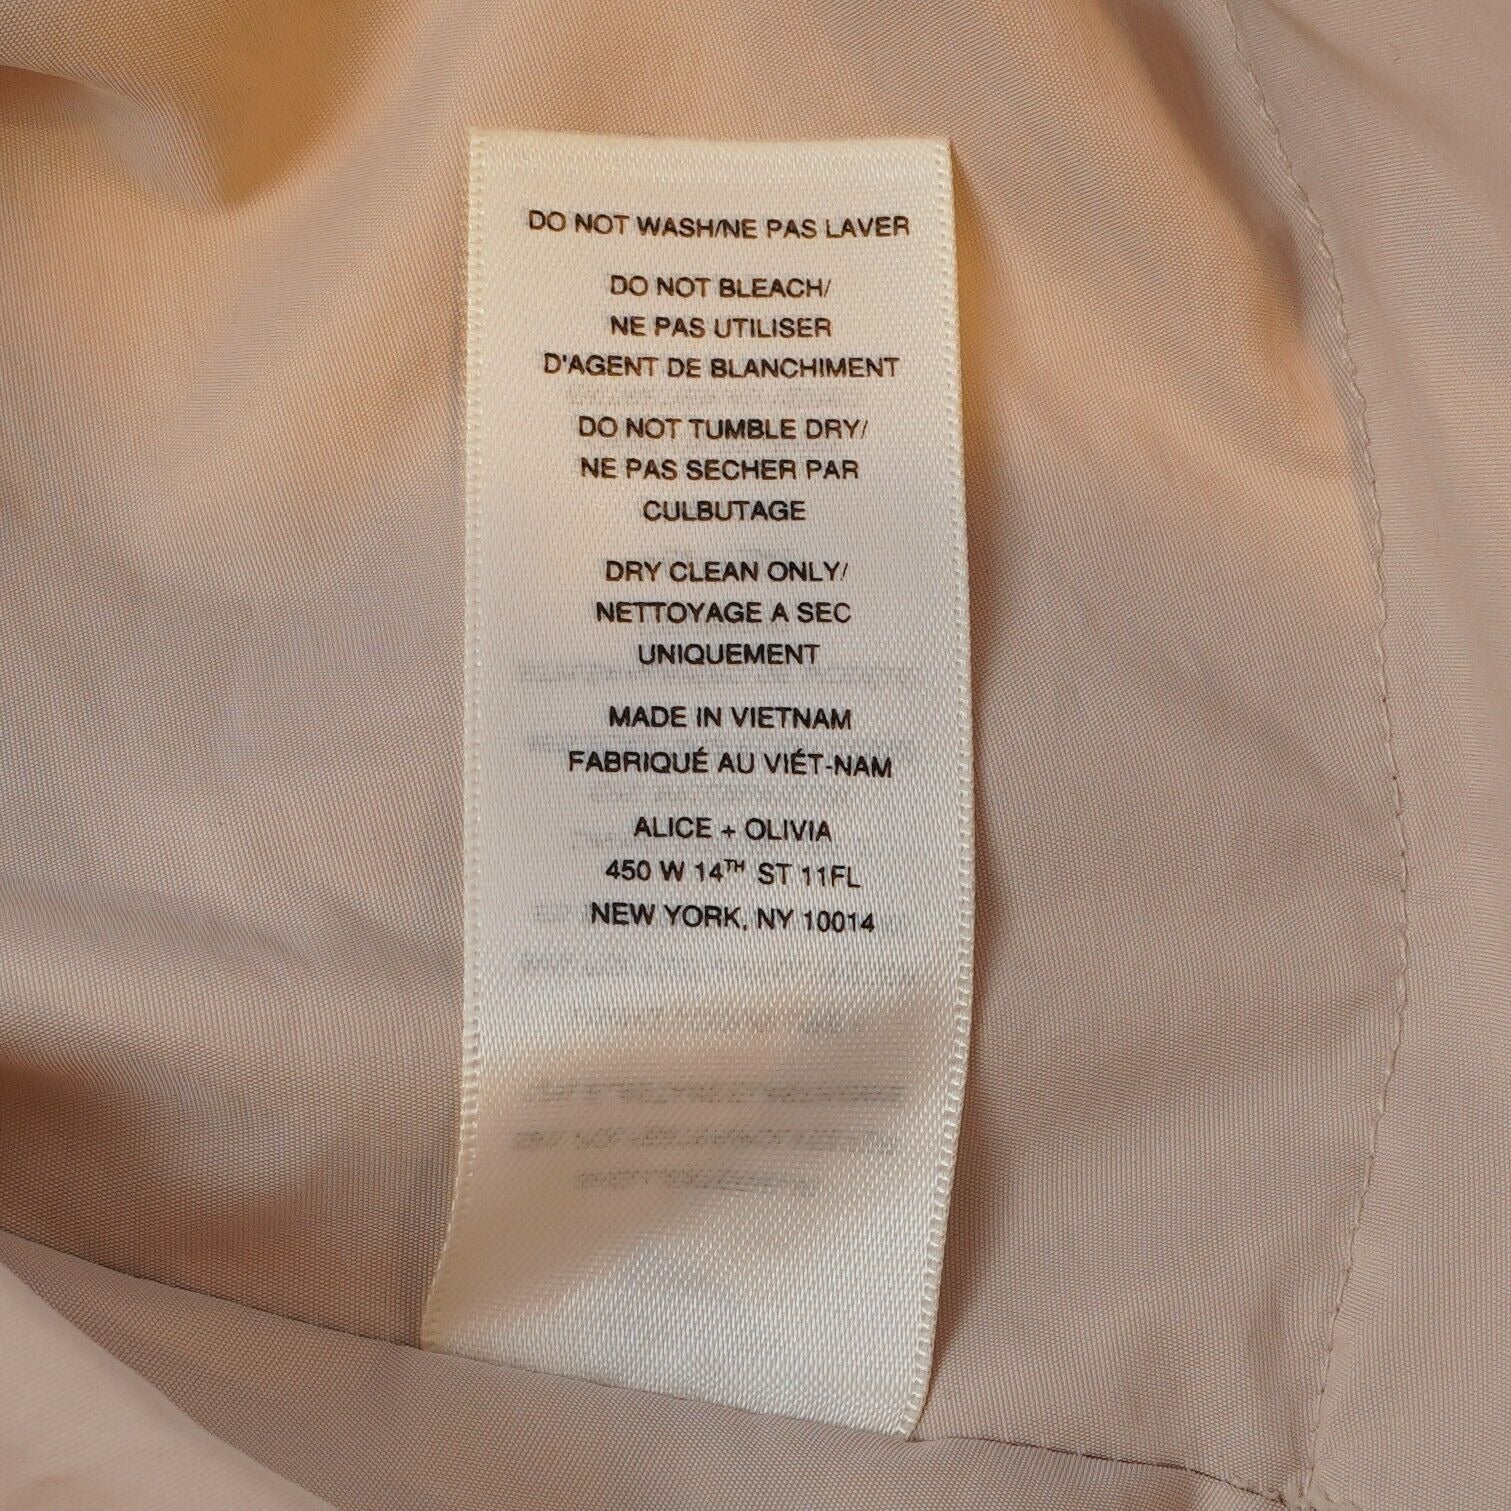 DO NOT WASH/NE PAS LAVER
DO NOT BLEACH/
NE PAS UTILISER
D'AGENT DE BLANCHIMENT
DO NOT TUMBLE DRY/
NE PAS SECHER PAR
CULBUTAGE
DRY CLEAN ONLY/
NETTOYAGE A SEC
UNIQUEMENT
MADE IN VIETNAM
FABRIQUÉ AU VIÉT-NAM
ALICE + OLIVIA
450 W 14TH ST 11FL
NEW YORK, NY 10014